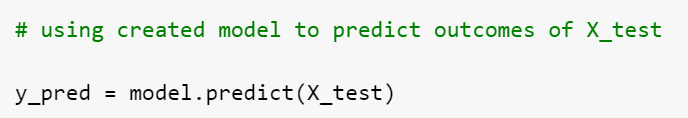 # using created model to predict outcomes of X_test
y_pred = model.predict(X_test)